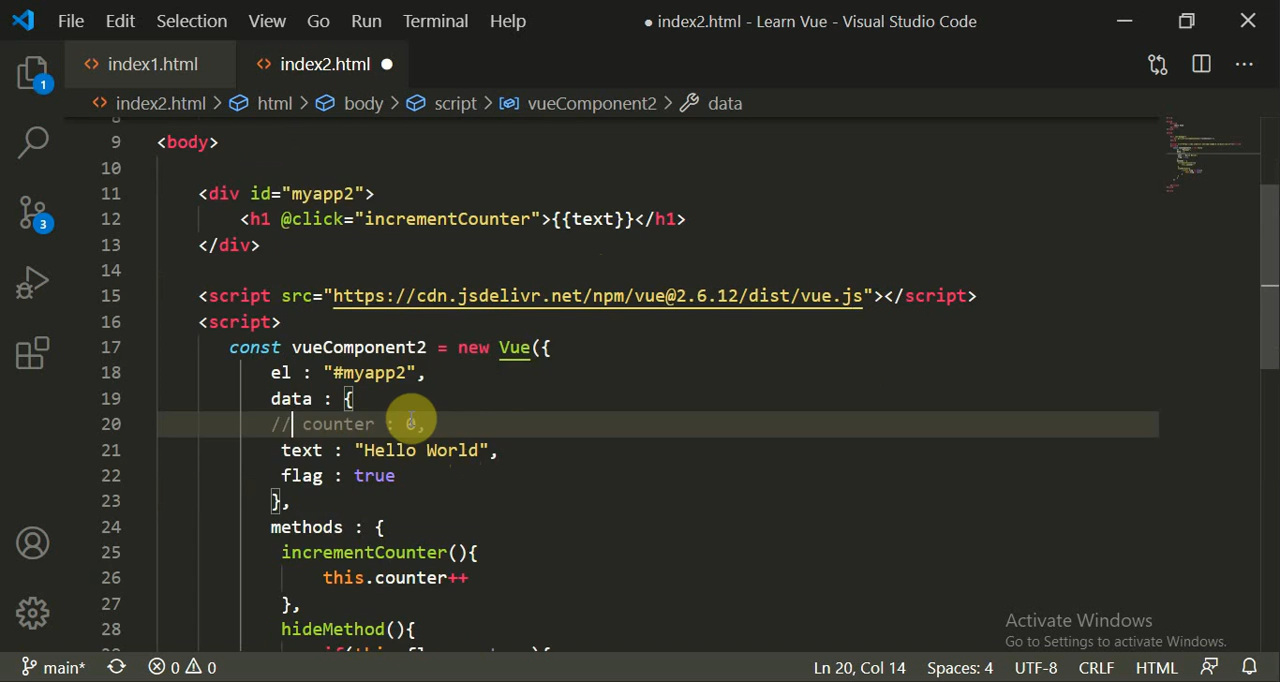 File Edit Selection View Go Run Terminal Help ● index2.html - Learn Vue - Visual Studio Code
<> index1.html <> index2.html ●
<> index2.html > html > body > script > vueComponent2 > data
1
3
9 <body>
10
11 <div id="myapp2">
12 <h1 @click="incrementCounter">{{text}}</h1>
13 </div>
14
15 <script src="https://cdn.jsdelivr.net/npm/vue@2.6.12/dist/vue.js"></script>
16 <script>
17 const vueComponent2 = new Vue({
18 el : "#myapp2",
19 data : {
20 // counter : 0,
21 text : "Hello World",
22 flag : true
23 },
24 methods : {
25 incrementCounter(){
26 this.counter++
27 },
28 hideMethod(){
Activate Windows
Go to Settings to activate Windows.
main* 0 0 Ln 20, Col 14 Spaces: 4 UTF-8 CRLF HTML